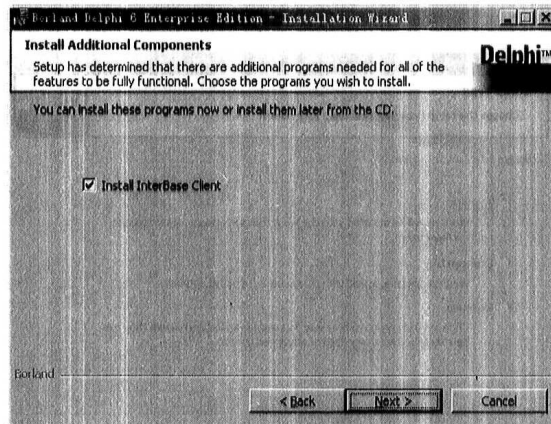 Borland Delphi 6 Enterprise Edition - Installation Wizard
Install Additional Components
Delphi™
Setup has determined that there are additional programs needed for all of the
features to be fully functional. Choose the programs you wish to install.
You can install these programs now or install them later from the CD.
Install InterBase Client
Borland
< Back
Next >
Cancel